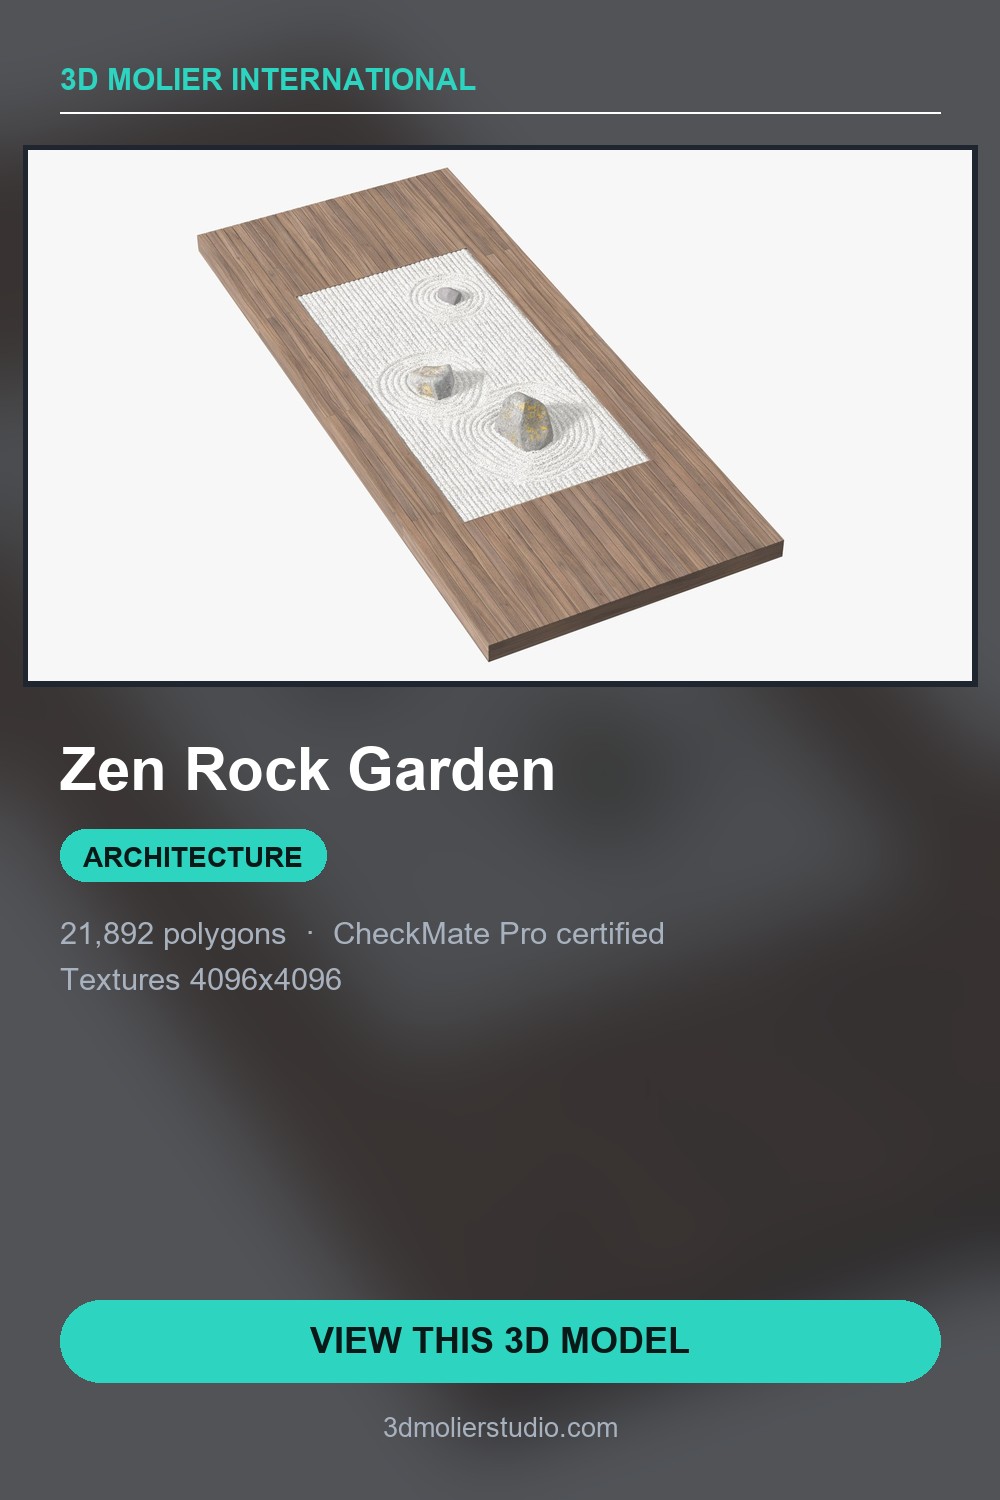 3D MOLIER INTERNATIONAL
Zen Rock Garden
ARCHITECTURE
21,892 polygons · CheckMate Pro certified
Textures 4096x4096
VIEW THIS 3D MODEL
3dmolierstudio.com